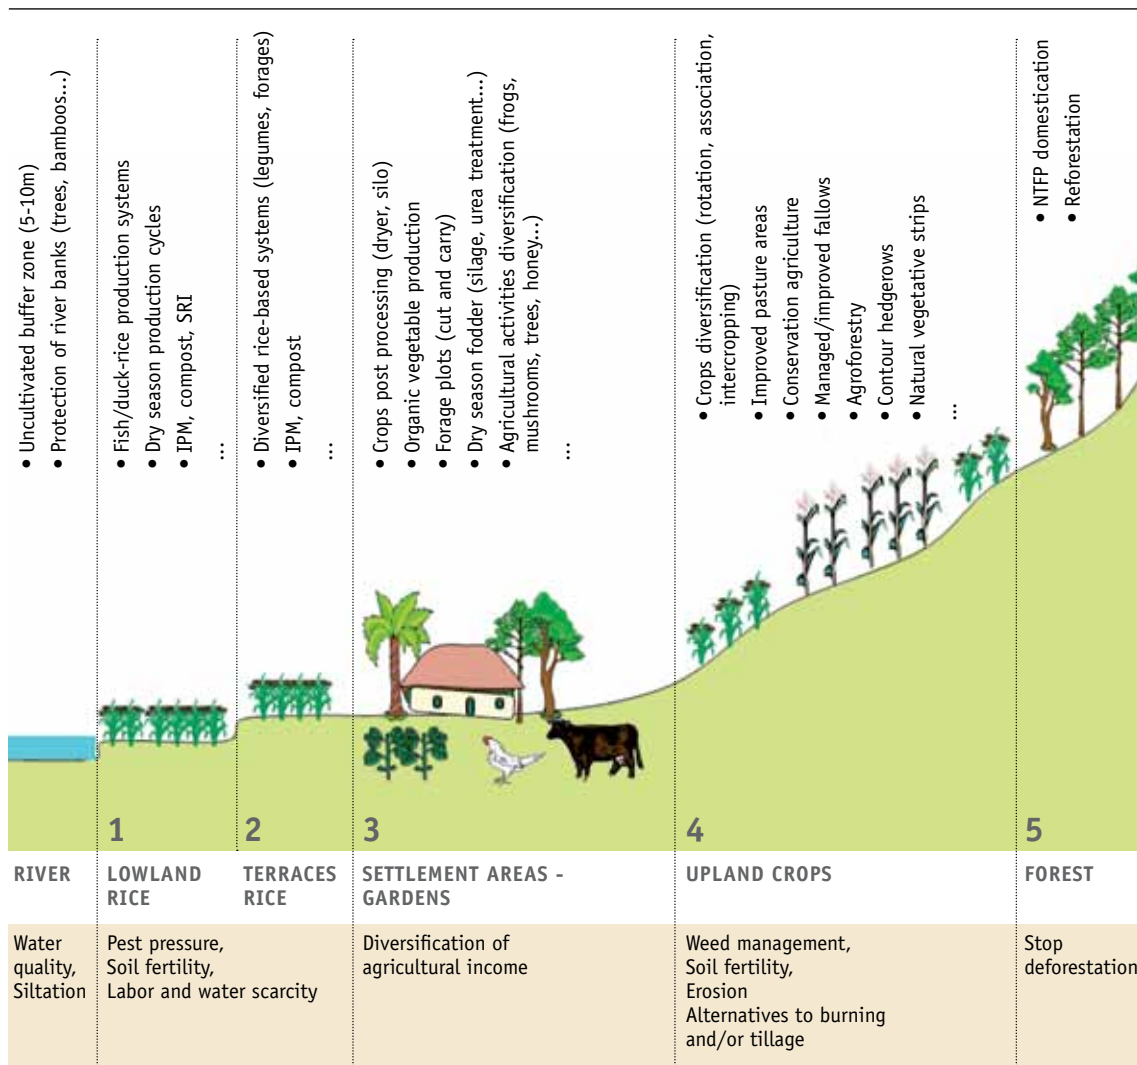 • Uncultivated buffer zone (5-10m)
• Protection of river banks (trees, bamboos...)
• Fish/duck-rice production systems
• Dry season production cycles
• IPM, compost, SRI
...
• Diversified rice-based systems (legumes, forages)
• IPM, compost
...
• Crops post processing (dryer, silo)
• Organic vegetable production
• Forage plots (cut and carry)
• Dry season fodder (silage, urea treatment...)
• Agricultural activities diversification (frogs,
mushrooms, trees, honey...)
...
• Crops diversification (rotation, association,
intercropping)
• Improved pasture areas
• Conservation agriculture
• Managed/improved fallows
• Agroforestry
• Contour hedgerows
• Natural vegetative strips
...
• NTFP domestication
• Reforestation
1
2
3
4
5
RIVER
LOWLAND
RICE
TERRACES
RICE
SETTLEMENT AREAS -
GARDENS
UPLAND CROPS
FOREST
Water
quality,
Siltation
Pest pressure,
Soil fertility,
Labor and water scarcity
Diversification of
agricultural income
Weed management,
Soil fertility,
Erosion
Alternatives to burning
and/or tillage
Stop
deforestation